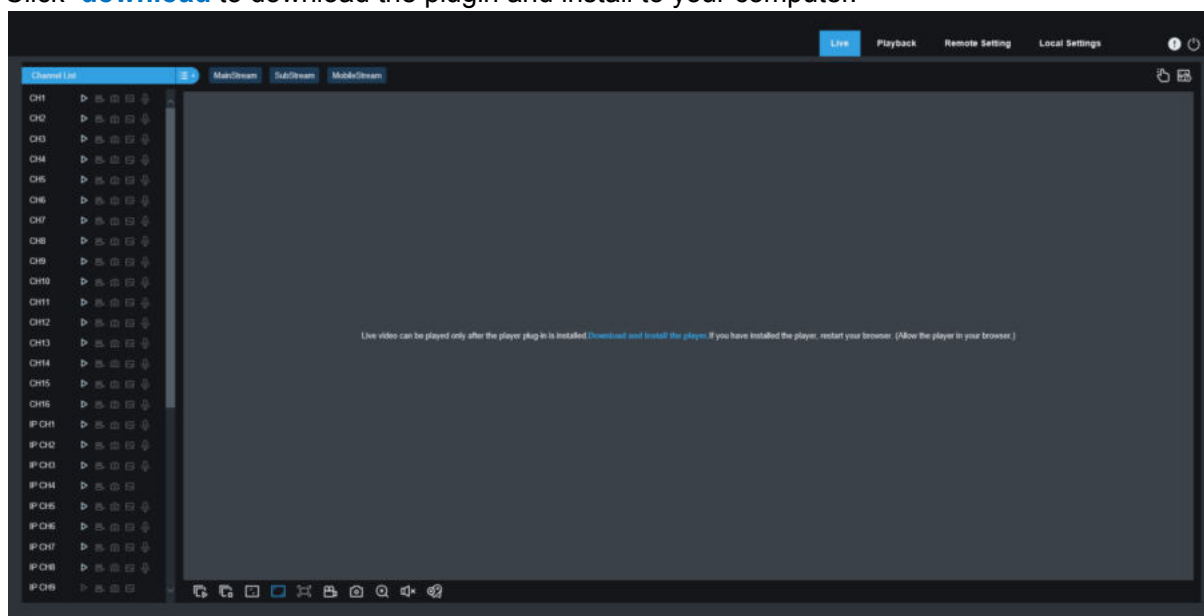 Click "download" to download the plugin and install to your computer.
Live Playback Remote Setting Local Settings
Channel List MainStream SubStream MobileStream
CH1
CH2
CH3
CH4
CH5
CH6
CH7
CH8
CH9
CH10
CH11
CH12
Live video can be played only after the player plug-in is installed.Download and install the player.If you have installed the player, restart your browser. (Allow the player in your browser.)
CH13
CH14
CH15
CH16
IP CH1
IP CH2
IP CH3
IP CH4
IP CH5
IP CH6
IP CH7
IP CH8
IP CH9